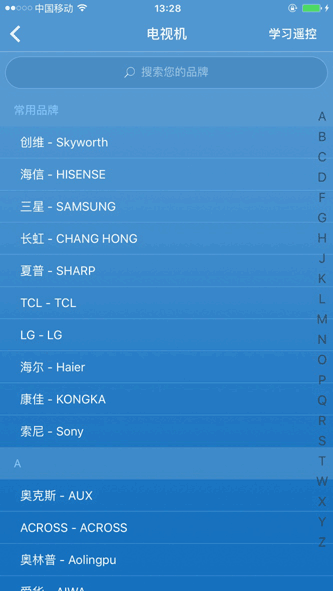 中国移动 13:28
电视机 学习遥控
搜索您的品牌
常用品牌
创维 - Skyworth
海信 - HISENSE
三星 - SAMSUNG
长虹 - CHANG HONG
夏普 - SHARP
TCL - TCL
LG - LG
海尔 - Haier
康佳 - KONGKA
索尼 - Sony
A
奥克斯 - AUX
ACROSS - ACROSS
奥林普 - Aolingpu
爱华 - AIWA
A
B
C
D
F
G
H
J
K
L
M
N
O
P
Q
R
S
T
W
X
Y
Z